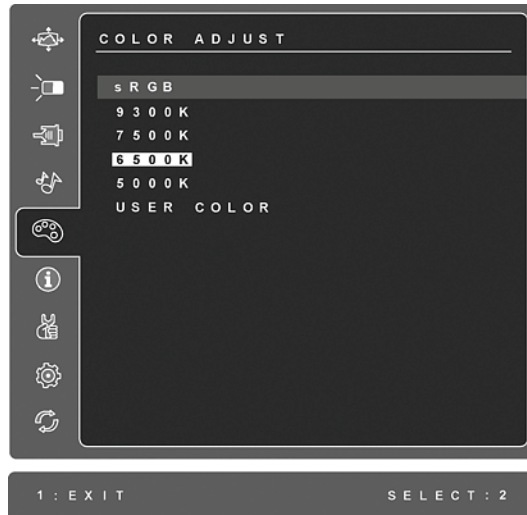 COLOR ADJUST
sRGB
9300K
7500K
6500K
5000K
USER COLOR
1:EXIT
SELECT:2